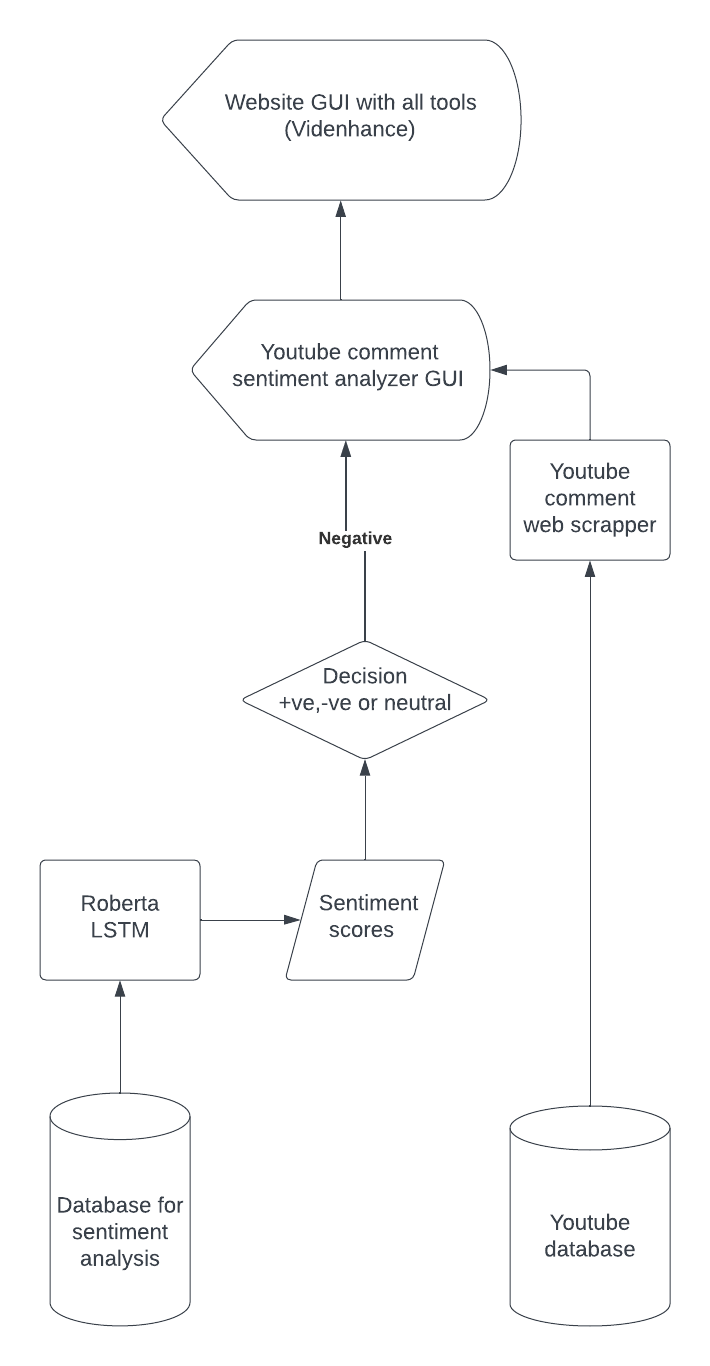 Website GUI with all tools
(Videnhance)
Youtube comment
sentiment analyzer GUI
Youtube
comment
web scrapper
Negative
Decision
+ve,-ve or neutral
Roberta
LSTM
Sentiment
scores
Database for
sentiment
analysis
Youtube
database